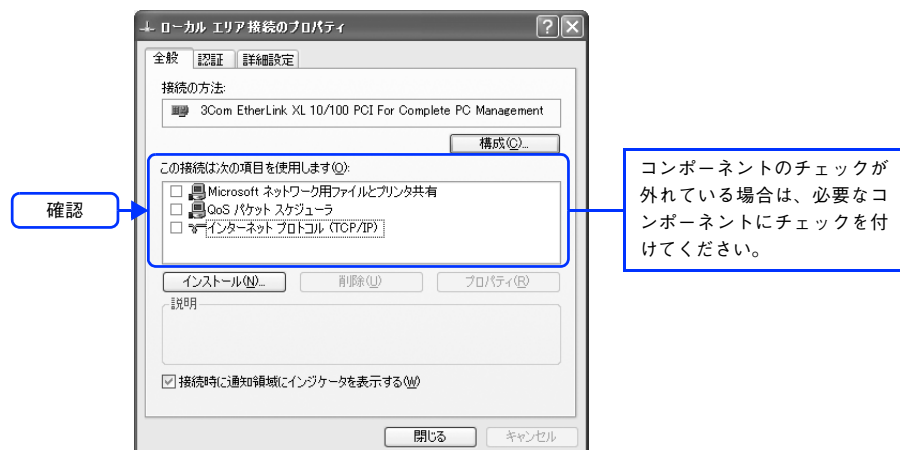 ローカル エリア接続のプロパティ
全般 認証 詳細設定
接続の方法:
3Com EtherLink XL 10/100 PCI For Complete PC Management
構成(C)...
この接続は次の項目を使用します(O):
Microsoft ネットワーク用ファイルとプリンタ共有
QoS パケット スケジューラ
インターネット プロトコル (TCP/IP)
確認
コンポーネントのチェックが
外れている場合は、必要なコ
ンポーネントにチェックを付
けてください。
インストール(N)... 削除(U) プロパティ(R)
説明
接続時に通知領域にインジケータを表示する(W)
閉じる キャンセル